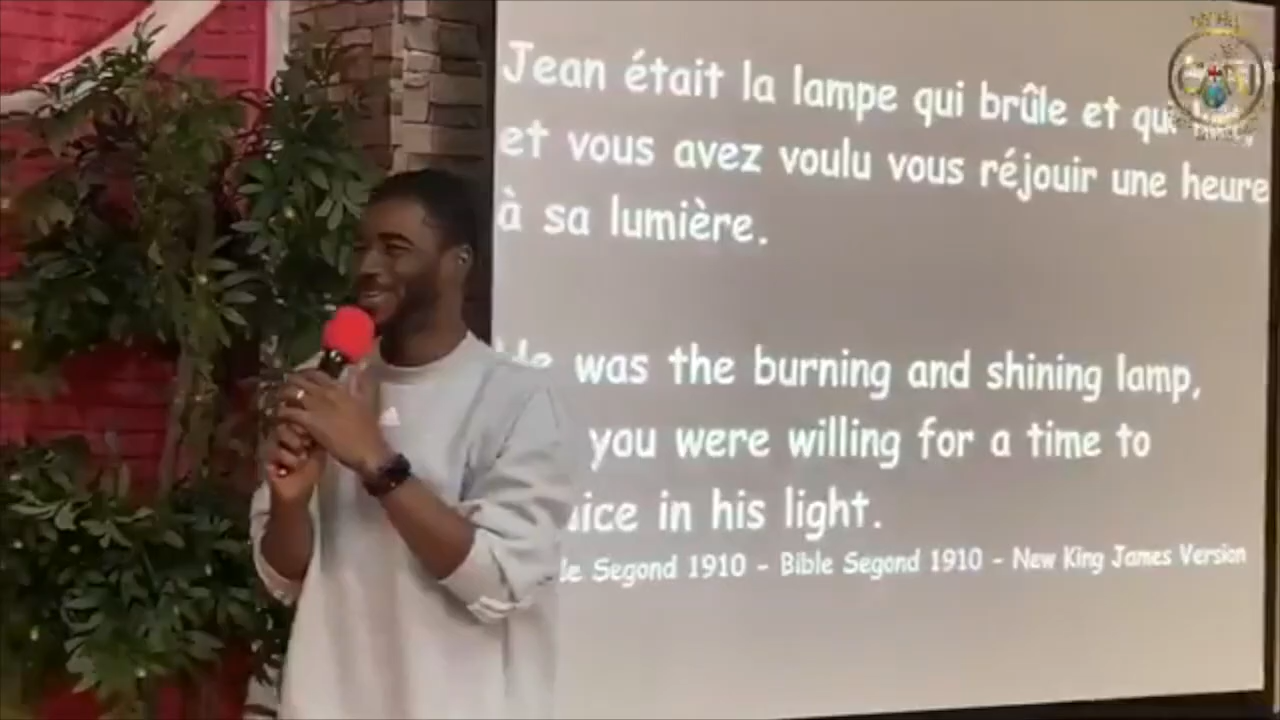 Jean était la lampe qui brûle et qui
et vous avez voulu vous réjouir une heure
à sa lumière.
He was the burning and shining lamp,
you were willing for a time to
in his light.
Segond 1910 - Bible Segond 1910 - New King James Version